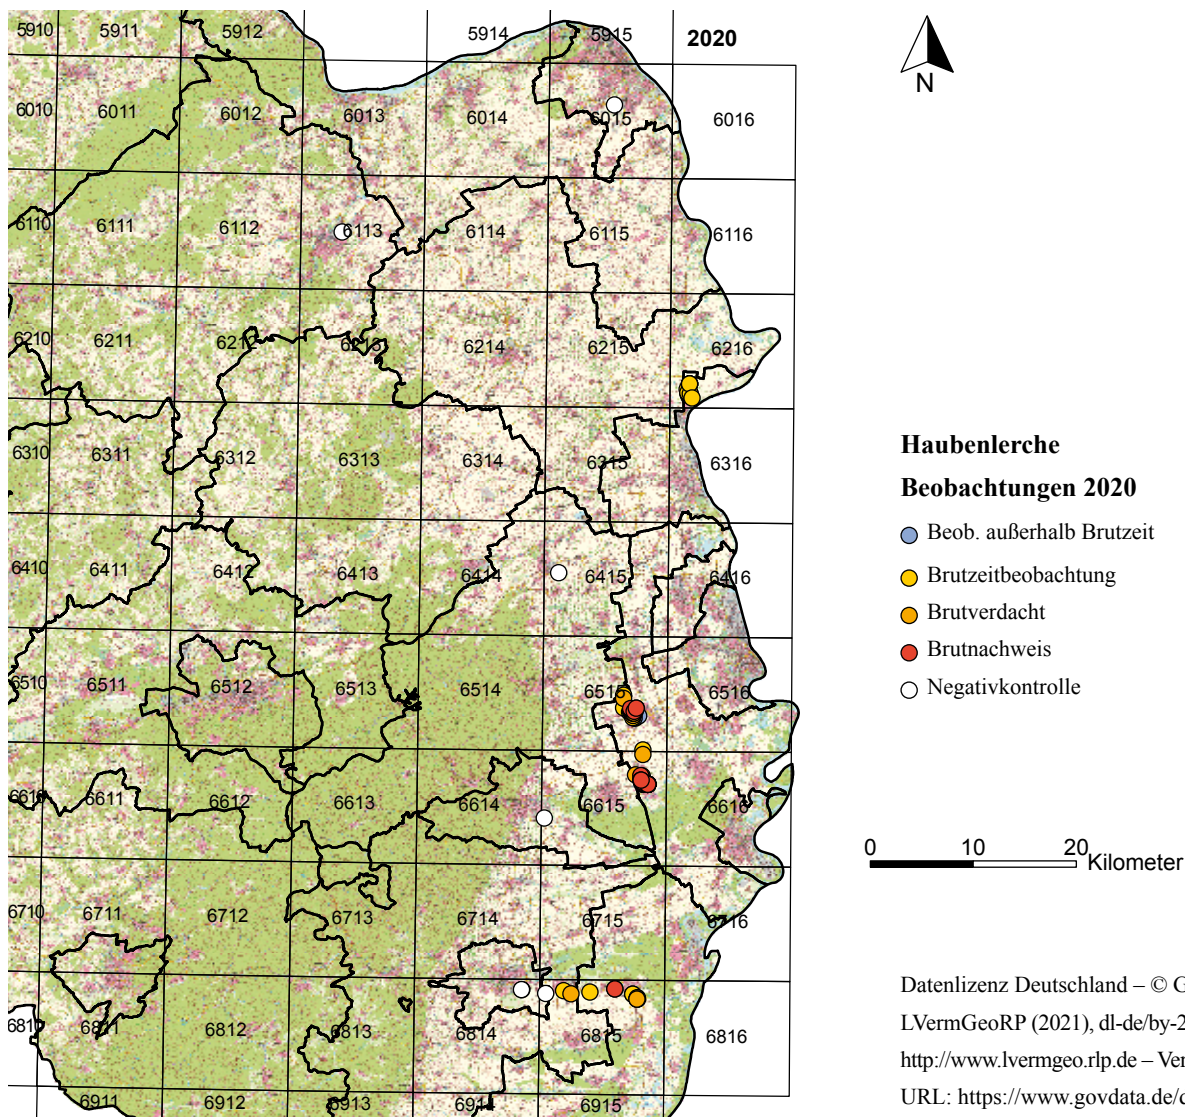 5910 5911 5912 5914 5915 2020
6010 6011 6012 6013 6014 6015 6016
6110 6111 6112 6113 6114 6115 6116
6210 6211 6212 6213 6214 6215 6216
6310 6311 6312 6313 6314 6315 6316
6410 6411 6412 6413 6414 6415 6416
6510 6511 6512 6513 6514 6515 6516
6610 6611 6612 6613 6614 6615 6616
6710 6711 6712 6713 6714 6715 6716
6810 6811 6812 6813 6814 6815 6816
6911 6912 6913 6914 6915
N
Haubenlerche
Beobachtungen 2020
Beob. außerhalb Brutzeit
Brutzeitbeobachtung
Brutverdacht
Brutnachweis
Negativkontrolle
0 10 20 Kilometer
Datenlizenz Deutschland – © G
LVermGeoRP (2021), dl-de/by-2
http://www.lvermgeo.rlp.de – Ver
URL: https://www.govdata.de/d